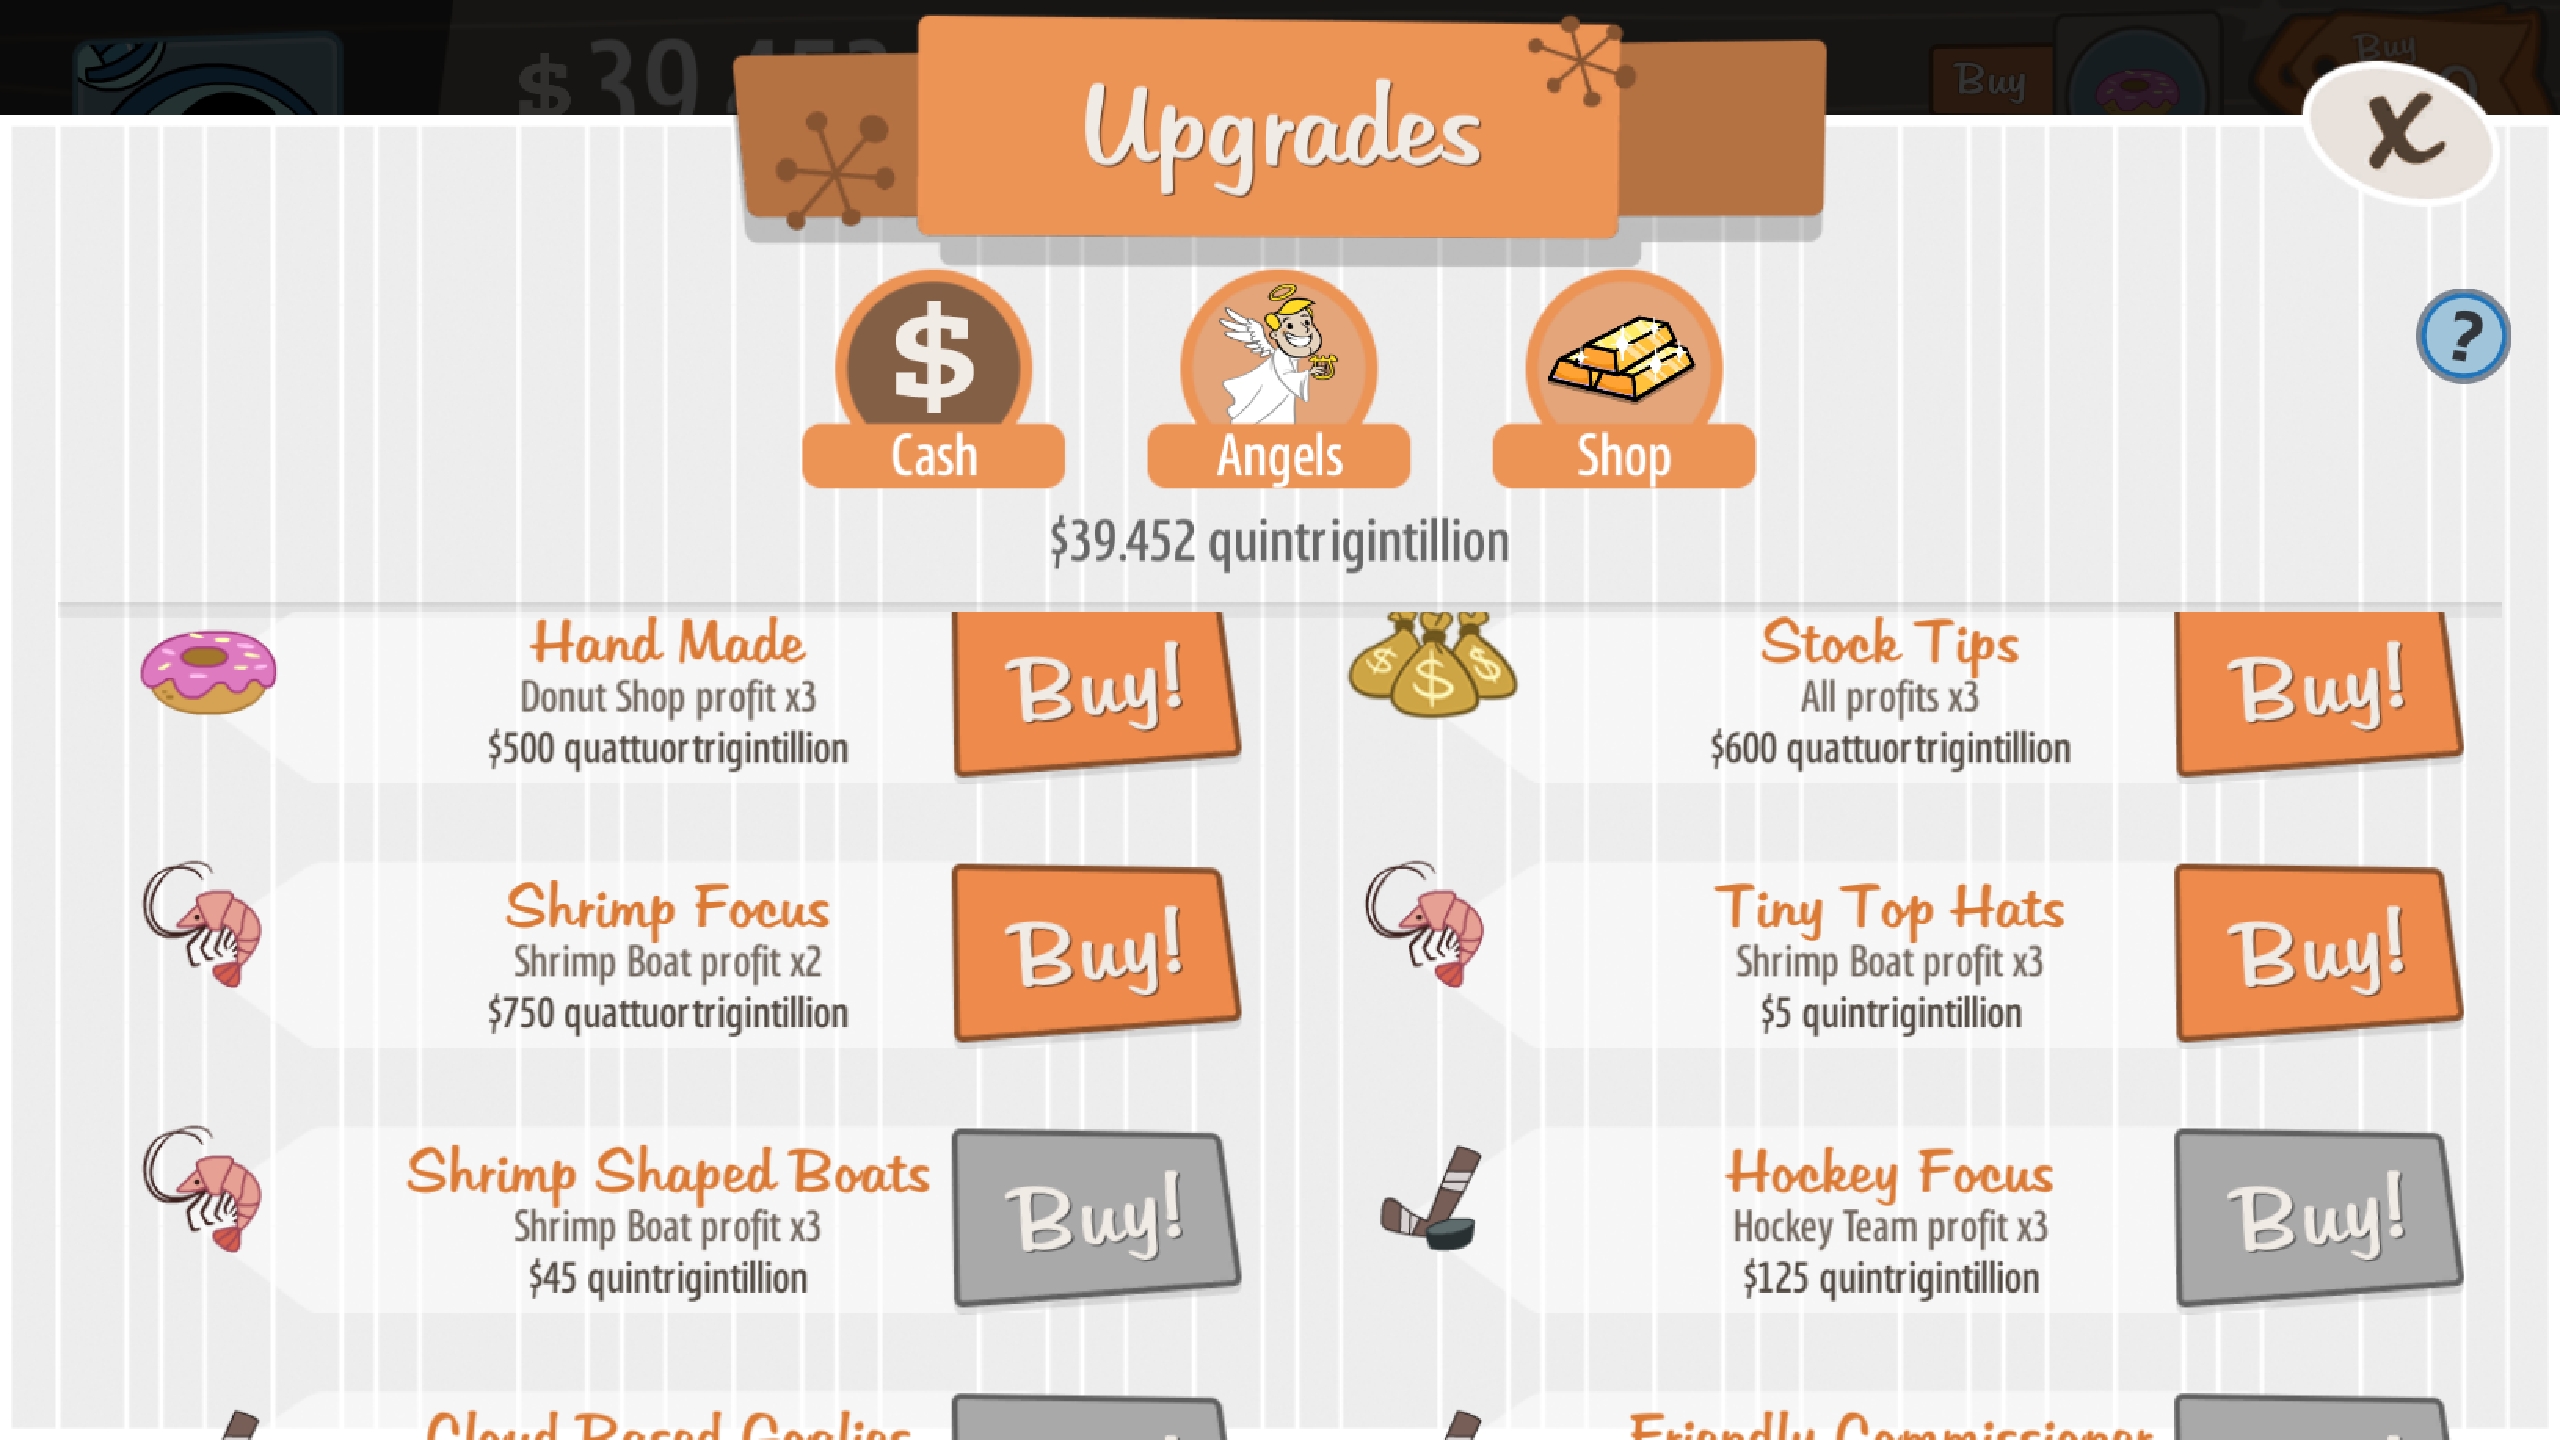 $39.452
Buy
Buy
Upgrades
X
?
$
Cash
Angels
Shop
$39.452 quintrigintillion
Hand Made
Donut Shop profit x3
$500 quattuortrigintillion
Buy!
Stock Tips
All profits x3
$600 quattuortrigintillion
Buy!
Shrimp Focus
Shrimp Boat profit x2
$750 quattuortrigintillion
Buy!
Tiny Top Hats
Shrimp Boat profit x3
$5 quintrigintillion
Buy!
Shrimp Shaped Boats
Shrimp Boat profit x3
$45 quintrigintillion
Buy!
Hockey Focus
Hockey Team profit x3
$125 quintrigintillion
Buy!
Cloud Based Goalies
Friendly Commissioner